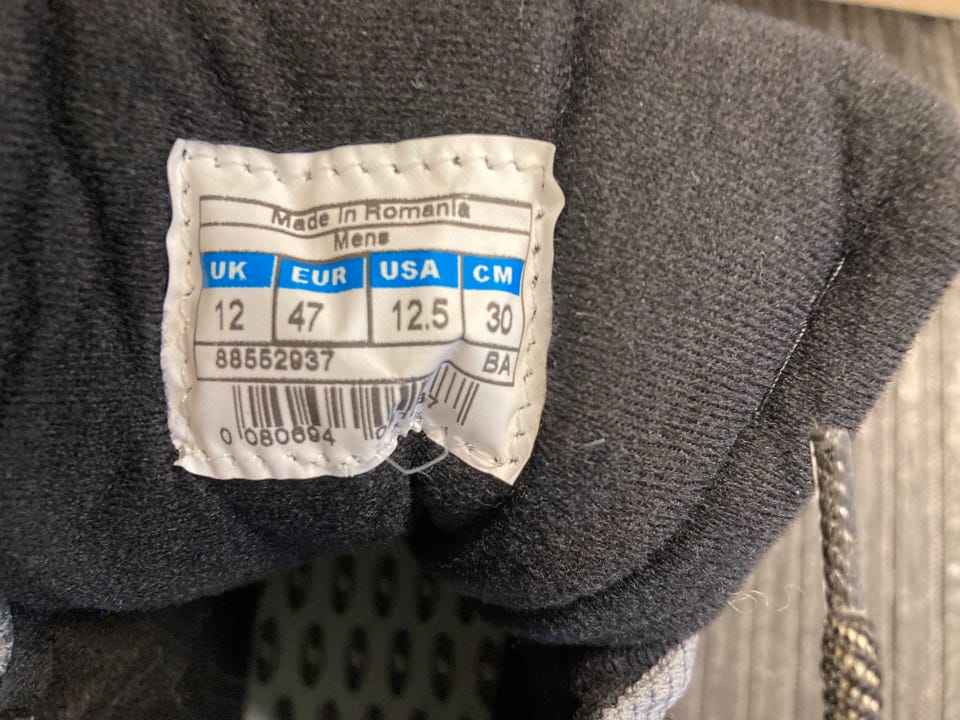 Made in Romania
Mens
UK EUR USA CM
12 47 12.5 30
88552937 BA
0 080694